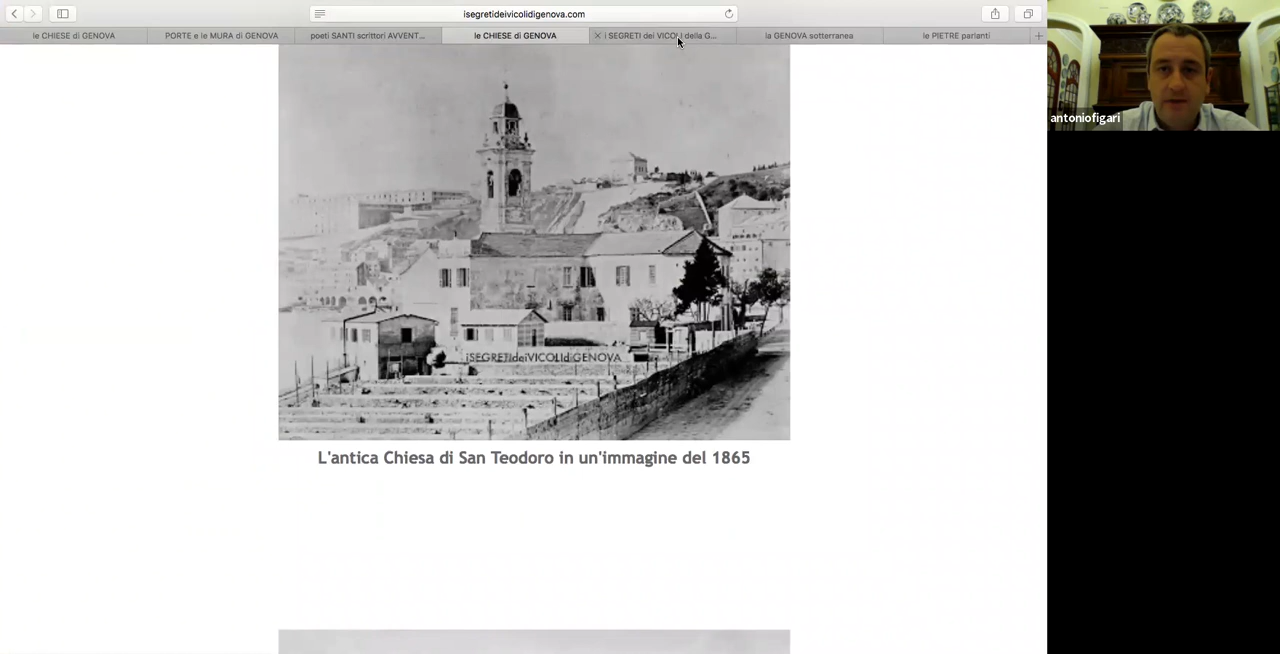 isegretideivicolidigenova.com
le CHIESE di GENOVA
PORTE e le MURA di GENOVA
poeti SANTI scrittori AVVENT...
le CHIESE di GENOVA
i SEGRETI dei VICOLI della G...
la GENOVA sotterranea
le PIETRE parlanti
antoniofigari
iSEGRETIdeiVICOLIdiGENOVA
L'antica Chiesa di San Teodoro in un'immagine del 1865